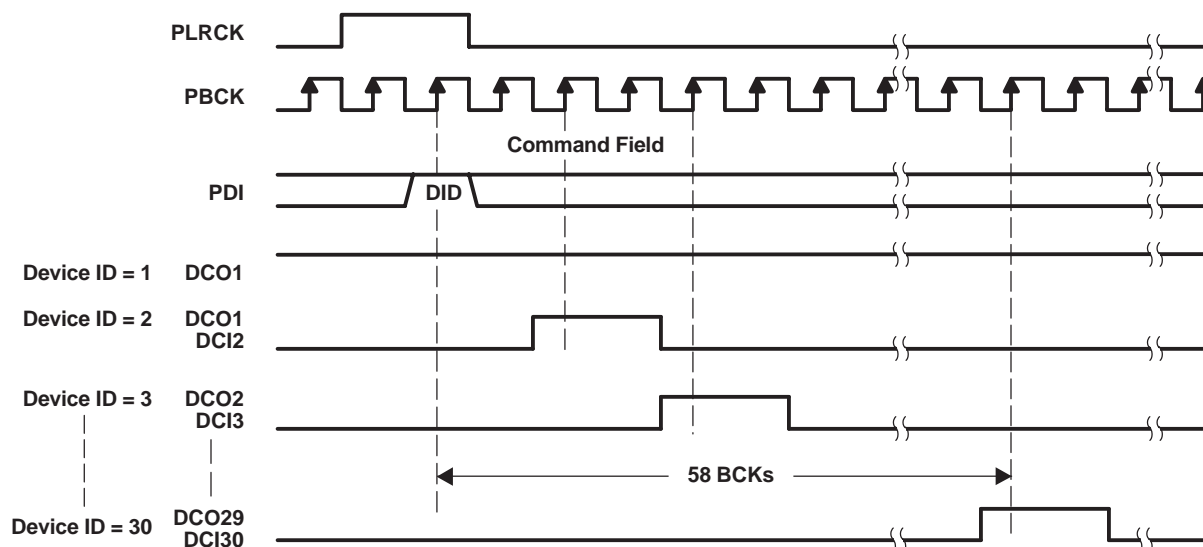 PLRCK
PBCK
Command Field
PDI
DID
Device ID = 1 DCO1
Device ID = 2 DCO1
DCI2
Device ID = 3 DCO2
DCI3
58 BCKs
Device ID = 30 DCO29
DCI30